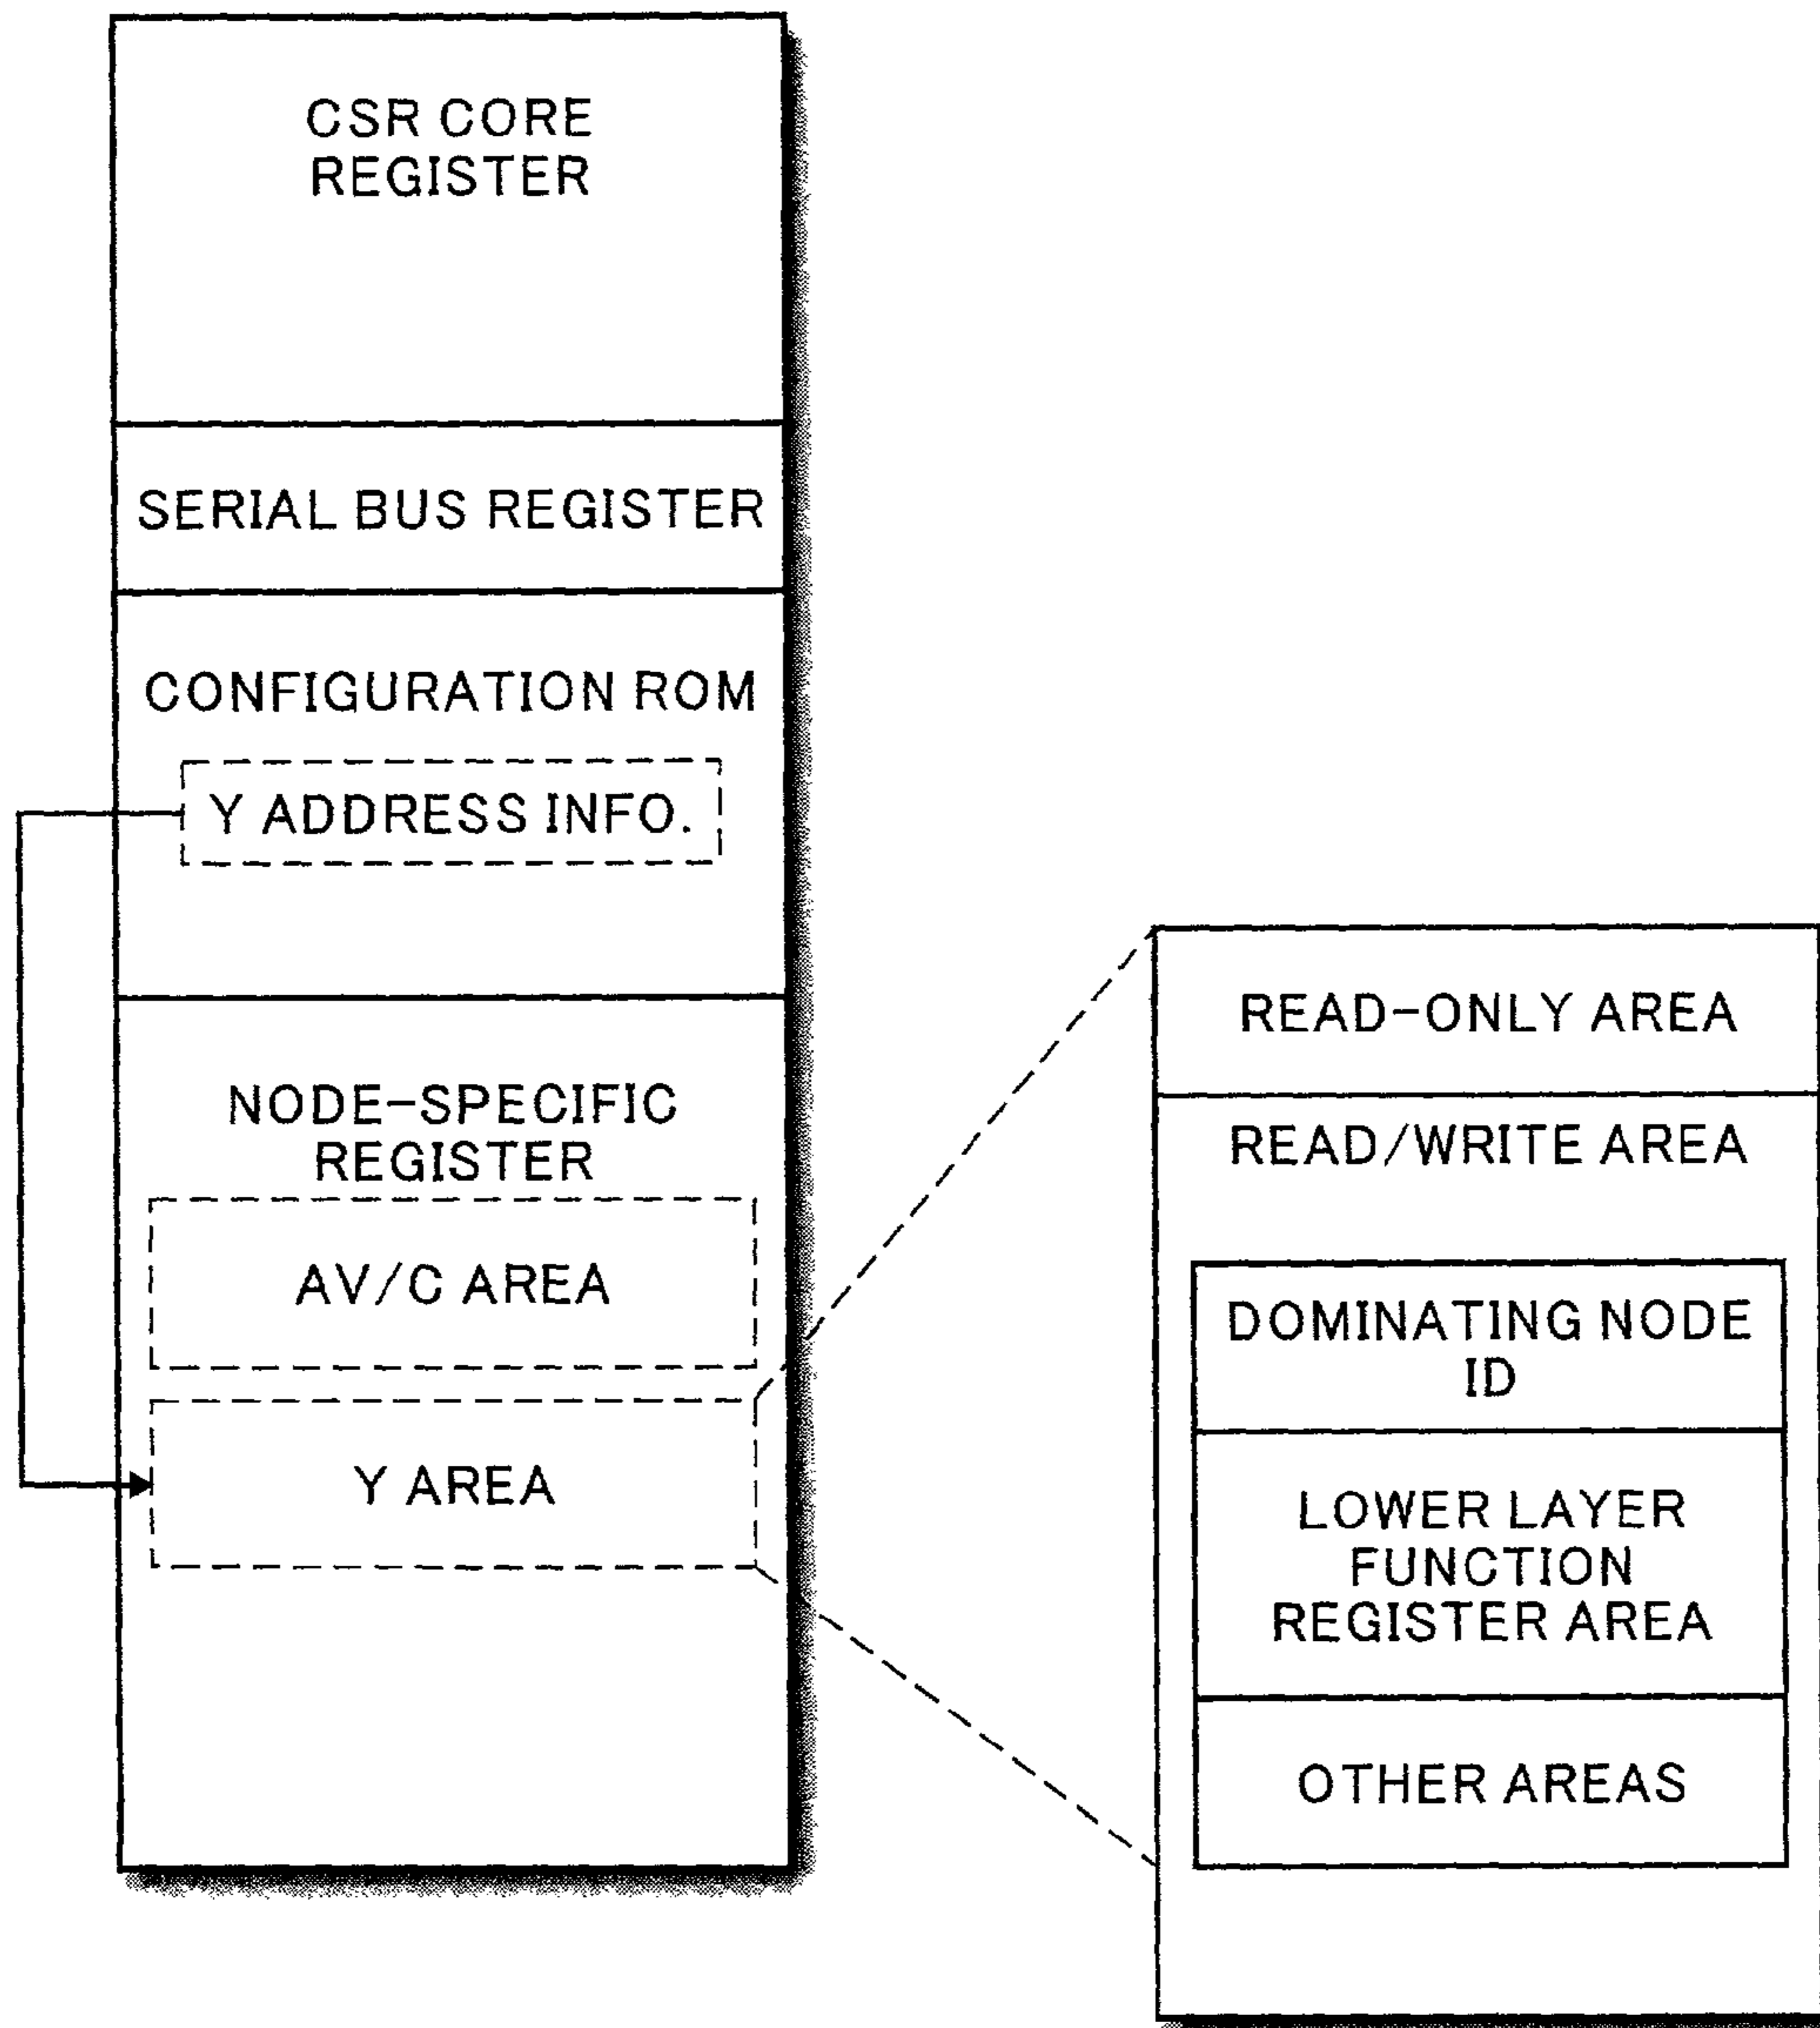 CSR CORE
REGISTER
SERIAL BUS REGISTER
CONFIGURATION ROM
Y ADDRESS INFO.
NODE-SPECIFIC
REGISTER
AV/C AREA
Y AREA
READ-ONLY AREA
READ/WRITE AREA
DOMINATING NODE
ID
LOWER LAYER
FUNCTION
REGISTER AREA
OTHER AREAS